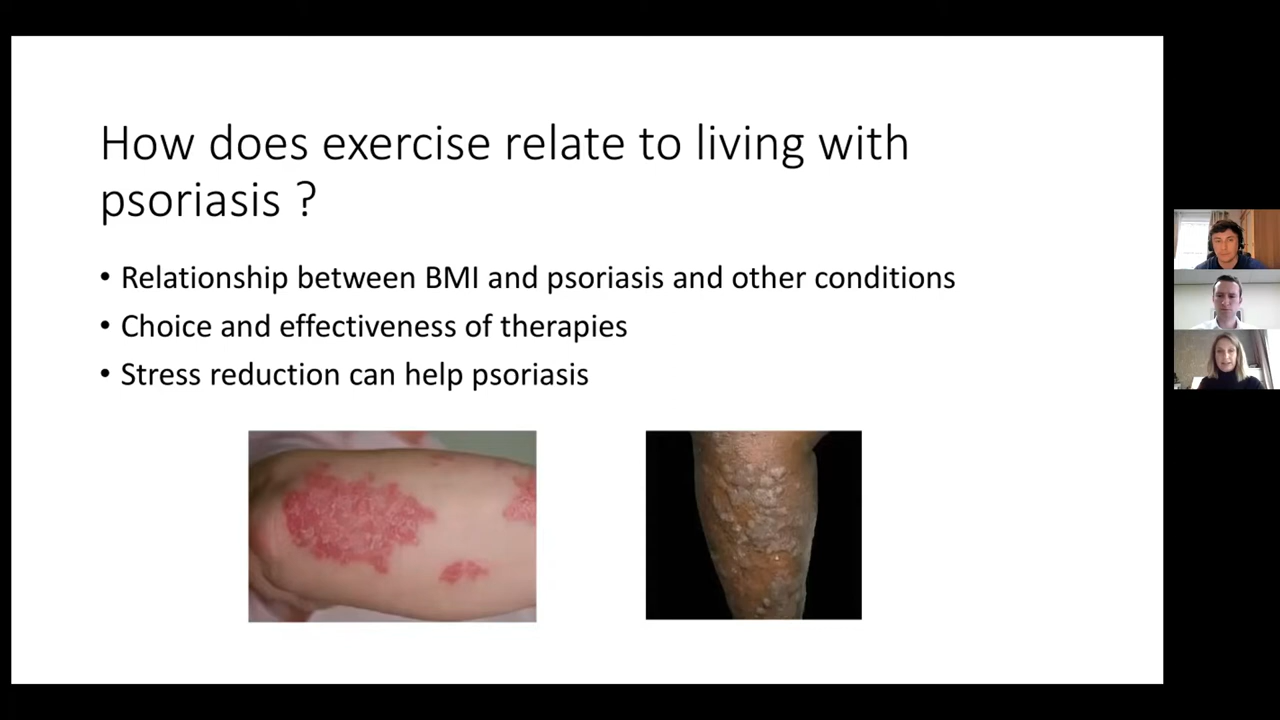 How does exercise relate to living with
psoriasis ?
• Relationship between BMI and psoriasis and other conditions
• Choice and effectiveness of therapies
• Stress reduction can help psoriasis